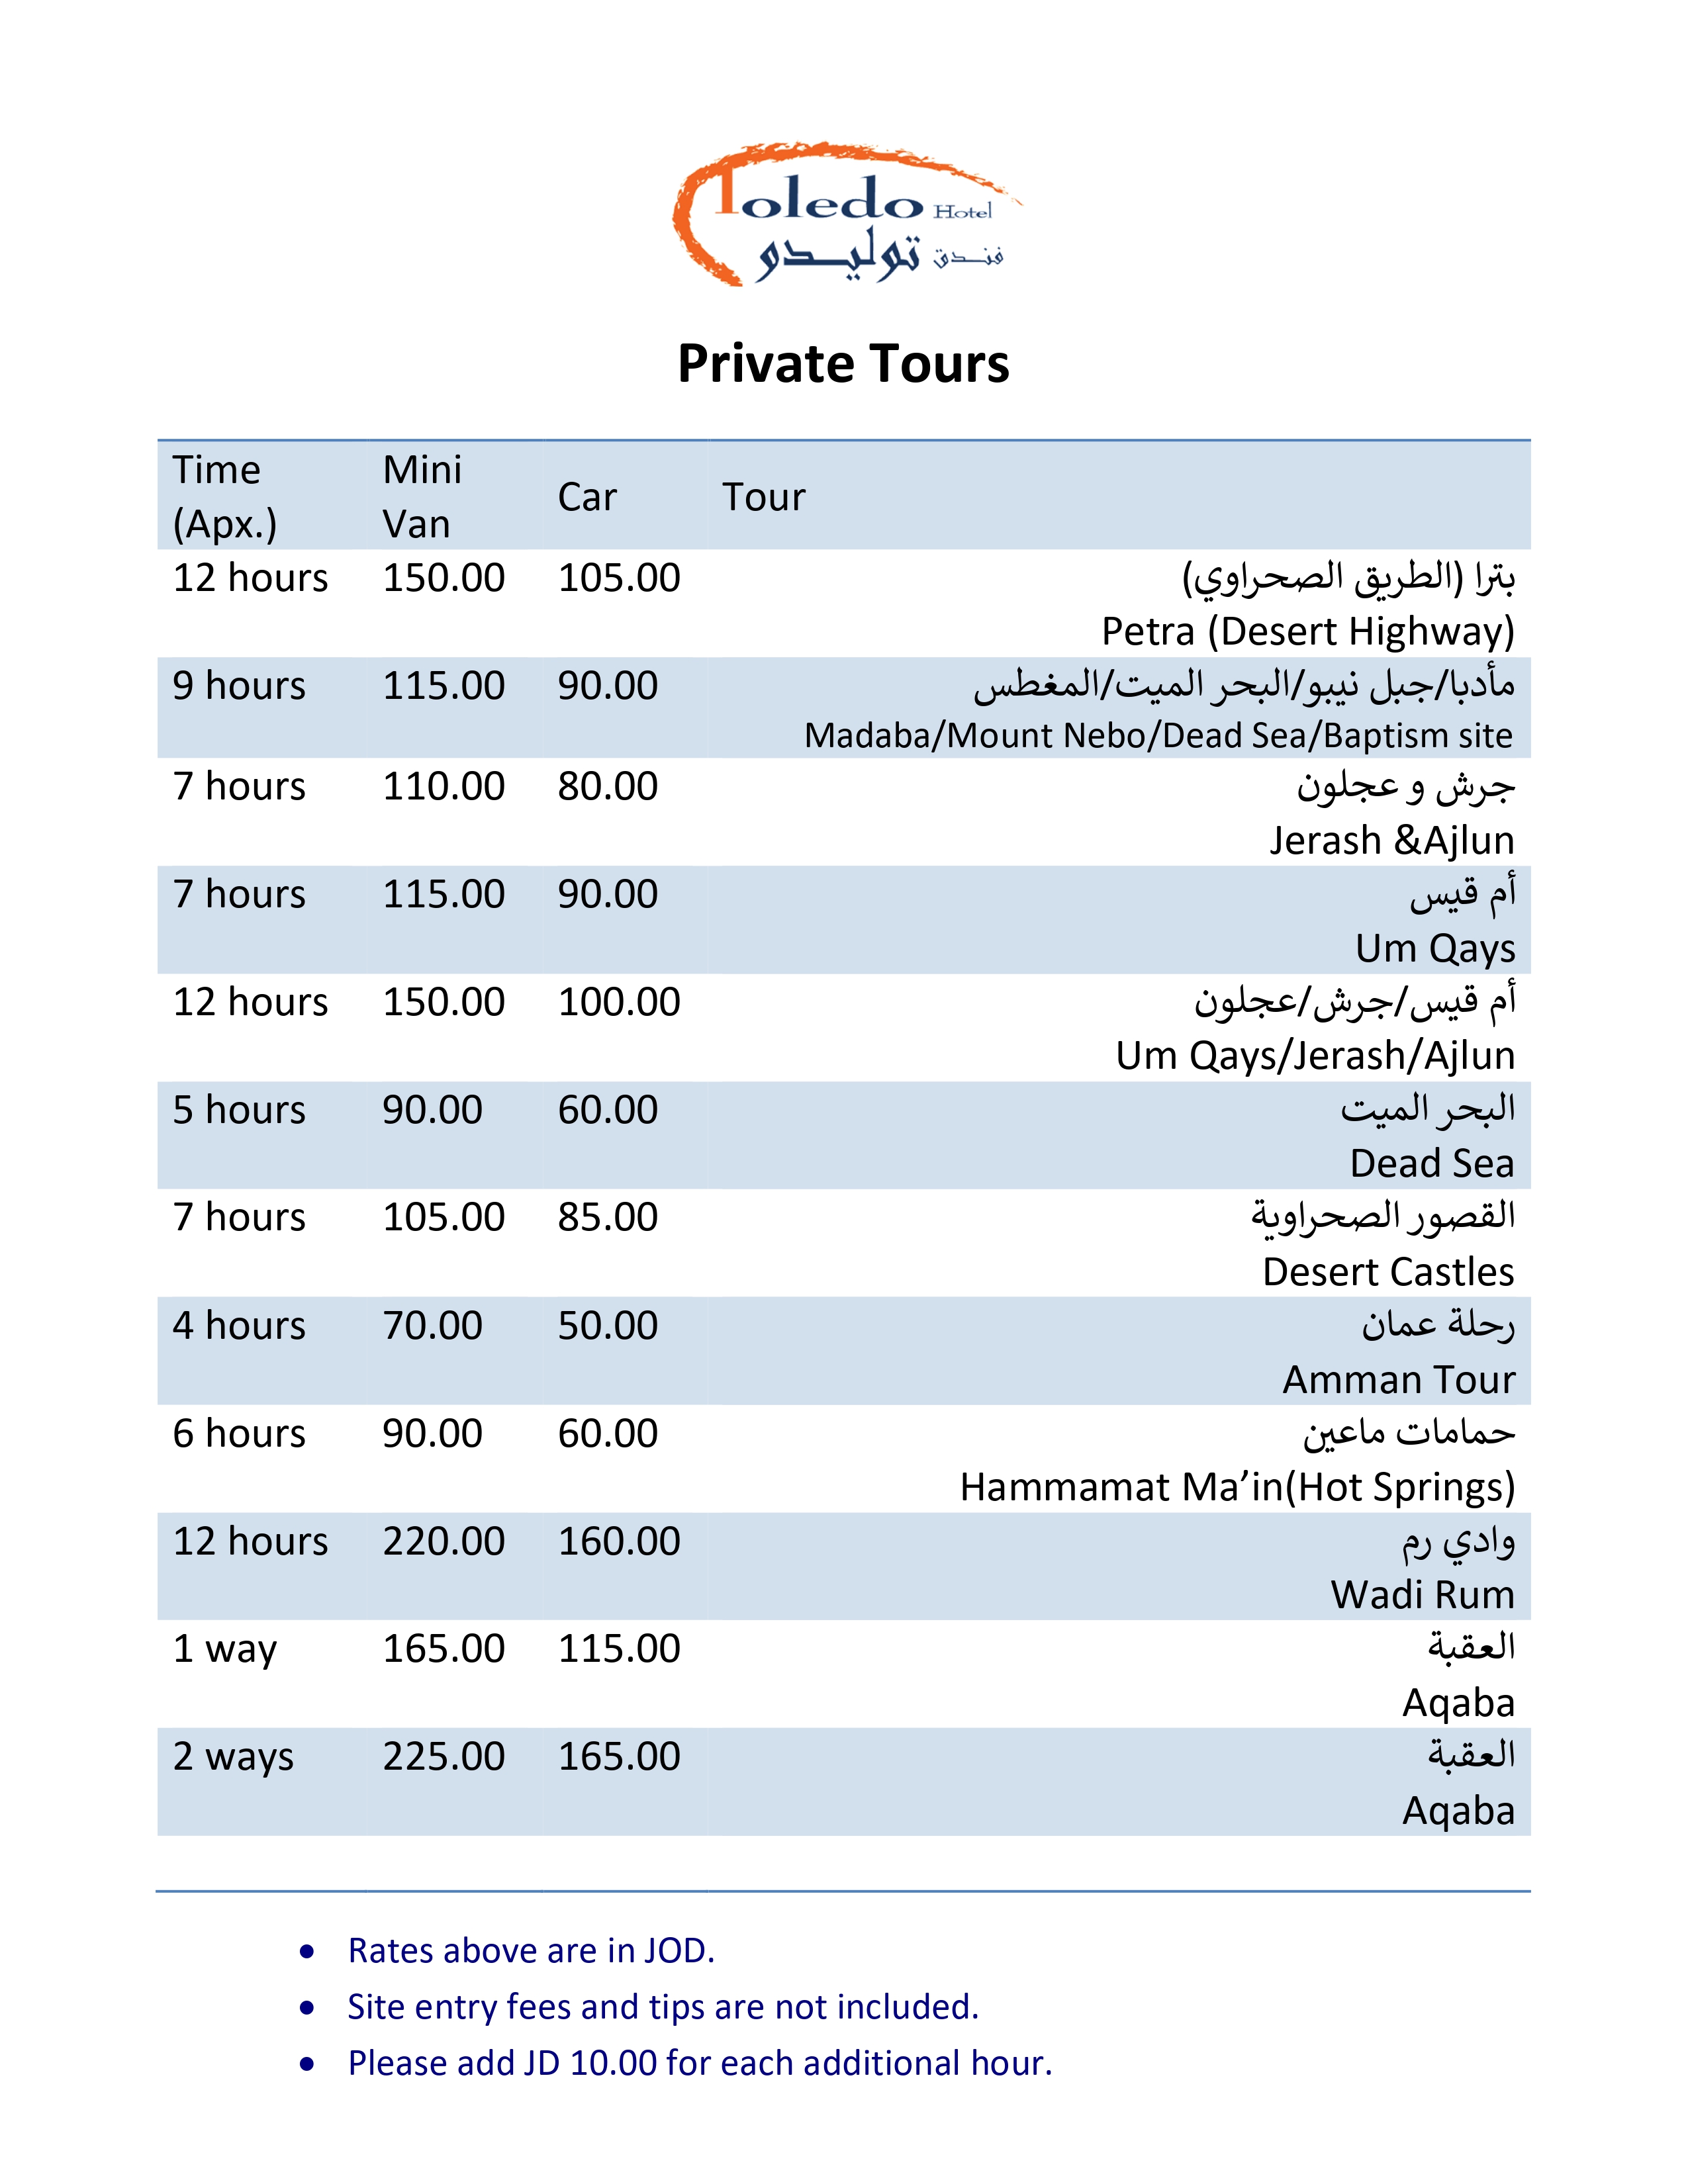 Toledo Hotel
فندق توليدو
Private Tours
Time (Apx.) Mini Van Car Tour
12 hours 150.00 105.00 بترا (الطريق الصحراوي)
Petra (Desert Highway)
9 hours 115.00 90.00 مأدبا/جبل نيبو/البحر الميت/المغطس
Madaba/Mount Nebo/Dead Sea/Baptism site
7 hours 110.00 80.00 جرش و عجلون
Jerash &Ajlun
7 hours 115.00 90.00 أم قيس
Um Qays
12 hours 150.00 100.00 أم قيس/جرش/عجلون
Um Qays/Jerash/Ajlun
5 hours 90.00 60.00 البحر الميت
Dead Sea
7 hours 105.00 85.00 القصور الصحراوية
Desert Castles
4 hours 70.00 50.00 رحلة عمان
Amman Tour
6 hours 90.00 60.00 حمامات ماعين
Hammamat Ma’in(Hot Springs)
12 hours 220.00 160.00 وادي رم
Wadi Rum
1 way 165.00 115.00 العقبة
Aqaba
2 ways 225.00 165.00 العقبة
Aqaba
• Rates above are in JOD.
• Site entry fees and tips are not included.
• Please add JD 10.00 for each additional hour.